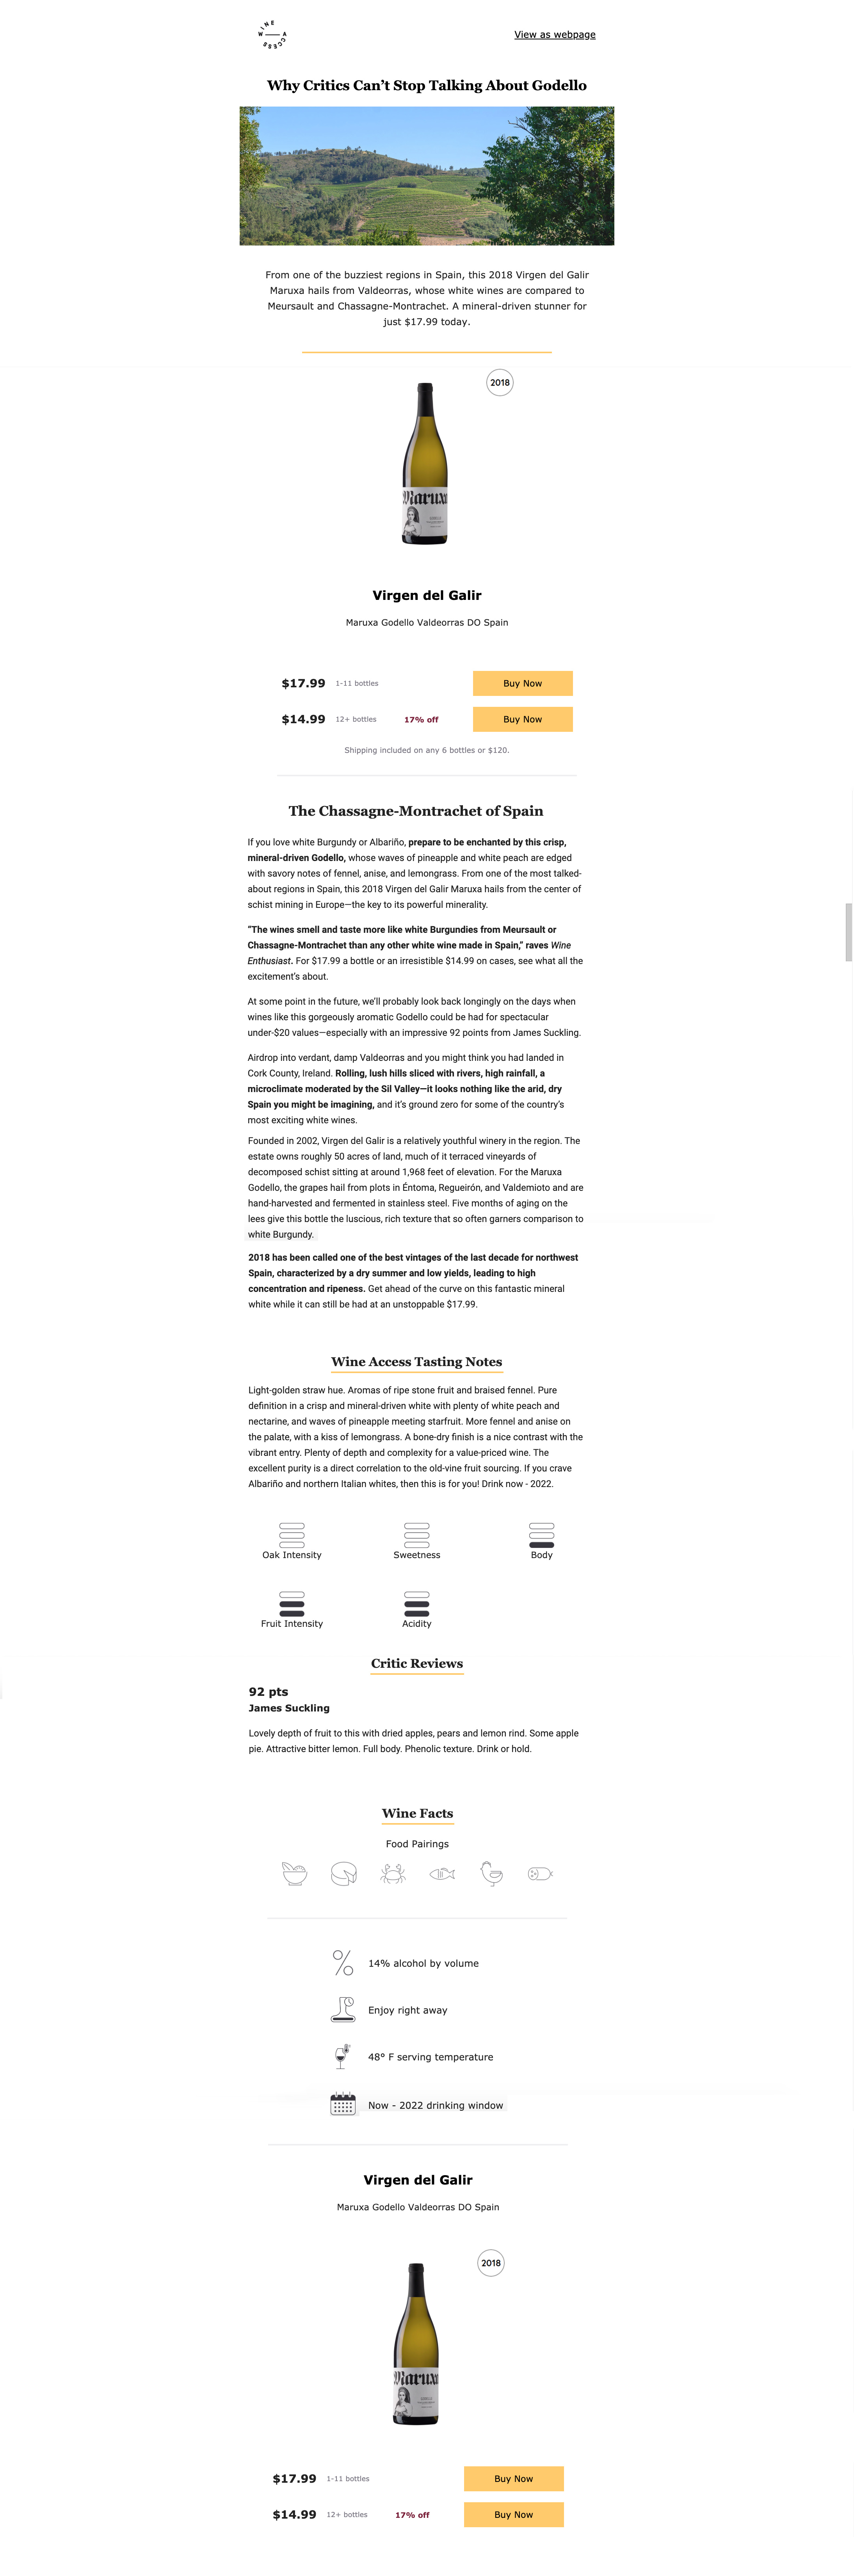 WINE
ACCESS
View as webpage
Why Critics Can’t Stop Talking About Godello
From one of the buzziest regions in Spain, this 2018 Virgen del Galir
Maruxa hails from Valdeorras, whose white wines are compared to
Meursault and Chassagne-Montrachet. A mineral-driven stunner for
just $17.99 today.
2018
Maruxa
GODELLO
Virgen del Galir
Maruxa Godello Valdeorras DO Spain
$17.99 1-11 bottles Buy Now
$14.99 12+ bottles 17% off Buy Now
Shipping included on any 6 bottles or $120.
The Chassagne-Montrachet of Spain
If you love white Burgundy or Albariño, prepare to be enchanted by this crisp,
mineral-driven Godello, whose waves of pineapple and white peach are edged
with savory notes of fennel, anise, and lemongrass. From one of the most talked-
about regions in Spain, this 2018 Virgen del Galir Maruxa hails from the center of
schist mining in Europe—the key to its powerful minerality.
“The wines smell and taste more like white Burgundies from Meursault or
Chassagne-Montrachet than any other white wine made in Spain,” raves Wine
Enthusiast. For $17.99 a bottle or an irresistible $14.99 on cases, see what all the
excitement’s about.
At some point in the future, we’ll probably look back longingly on the days when
wines like this gorgeously aromatic Godello could be had for spectacular
under-$20 values—especially with an impressive 92 points from James Suckling.
Airdrop into verdant, damp Valdeorras and you might think you had landed in
Cork County, Ireland. Rolling, lush hills sliced with rivers, high rainfall, a
microclimate moderated by the Sil Valley—it looks nothing like the arid, dry
Spain you might be imagining, and it’s ground zero for some of the country’s
most exciting white wines.
Founded in 2002, Virgen del Galir is a relatively youthful winery in the region. The
estate owns roughly 50 acres of land, much of it terraced vineyards of
decomposed schist sitting at around 1,968 feet of elevation. For the Maruxa
Godello, the grapes hail from plots in Éntoma, Regueirón, and Valdemioto and are
hand-harvested and fermented in stainless steel. Five months of aging on the
lees give this bottle the luscious, rich texture that so often garners comparison to
white Burgundy.
2018 has been called one of the best vintages of the last decade for northwest
Spain, characterized by a dry summer and low yields, leading to high
concentration and ripeness. Get ahead of the curve on this fantastic mineral
white while it can still be had at an unstoppable $17.99.
Wine Access Tasting Notes
Light-golden straw hue. Aromas of ripe stone fruit and braised fennel. Pure
definition in a crisp and mineral-driven white with plenty of white peach and
nectarine, and waves of pineapple meeting starfruit. More fennel and anise on
the palate, with a kiss of lemongrass. A bone-dry finish is a nice contrast with the
vibrant entry. Plenty of depth and complexity for a value-priced wine. The
excellent purity is a direct correlation to the old-vine fruit sourcing. If you crave
Albariño and northern Italian whites, then this is for you! Drink now - 2022.
Oak Intensity Sweetness Body
Fruit Intensity Acidity
Critic Reviews
92 pts
James Suckling
Lovely depth of fruit to this with dried apples, pears and lemon rind. Some apple
pie. Attractive bitter lemon. Full body. Phenolic texture. Drink or hold.
Wine Facts
Food Pairings
14% alcohol by volume
Enjoy right away
48° F serving temperature
Now - 2022 drinking window
Virgen del Galir
Maruxa Godello Valdeorras DO Spain
2018
Maruxa
GODELLO
$17.99 1-11 bottles Buy Now
$14.99 12+ bottles 17% off Buy Now